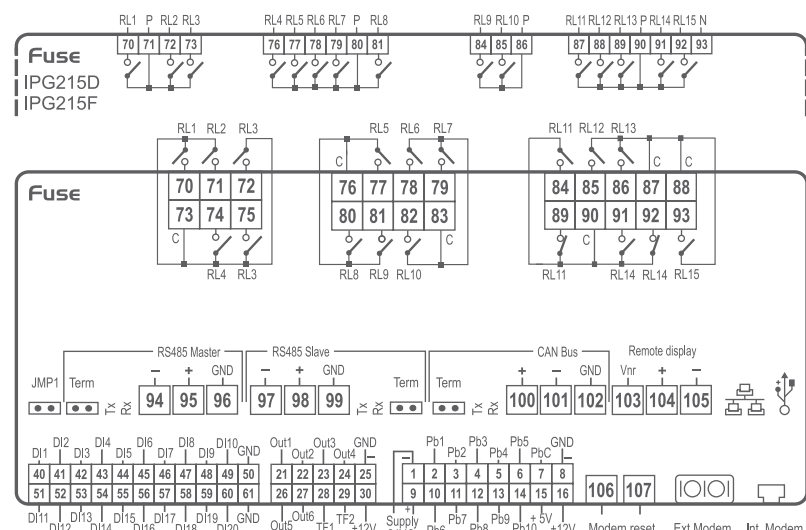 RL1 P RL2 RL3 RL4 RL5 RL6 RL7 P RL8 RL9 RL10 P RL11 RL12 RL13 P RL14 RL15 N
70 71 72 73 76 77 78 79 80 81 84 85 86 87 88 89 90 91 92 93
Fuse
IPG215D
IPG215F
RL1 RL2 RL3 RL5 RL6 RL7 RL11 RL12 RL13
C C C
Fuse
70 71 72 76 77 78 79 84 85 86 87 88
73 74 75 80 81 82 83 89 90 91 92 93
C C C
RL4 RL3 RL8 RL9 RL10 RL11 RL14 RL14 RL15
RS485 Master RS485 Slave CAN Bus Remote display
JMP1 Term − + GND − + GND Term Term + − GND Vnr + −
Tx Rx 94 95 96 97 98 99 Tx Rx Tx Rx 100 101 102 103 104 105
DI2 DI4 DI6 DI8 DI10 Out1 Out3 GND Pb1 Pb3 Pb5 GND
DI1 DI3 DI5 DI7 DI9 GND Out2 Out4 − − Pb2 Pb4 Pb6 PbC −
40 41 42 43 44 45 46 47 48 49 50 21 22 23 24 25 1 2 3 4 5 6 7 8
51 52 53 54 55 56 57 58 59 60 61 26 27 28 29 30 9 10 11 12 13 14 15 16
106 107
DI11 DI13 DI15 DI17 DI19 GND Out6 TF2 + Supply Pb7 Pb9 + 5V Modem reset Ext.Modem Int. Modem
DI12 DI14 DI16 DI18 DI20 Out5 TF1 +12V Pb6 Pb8 Pb10 +12V